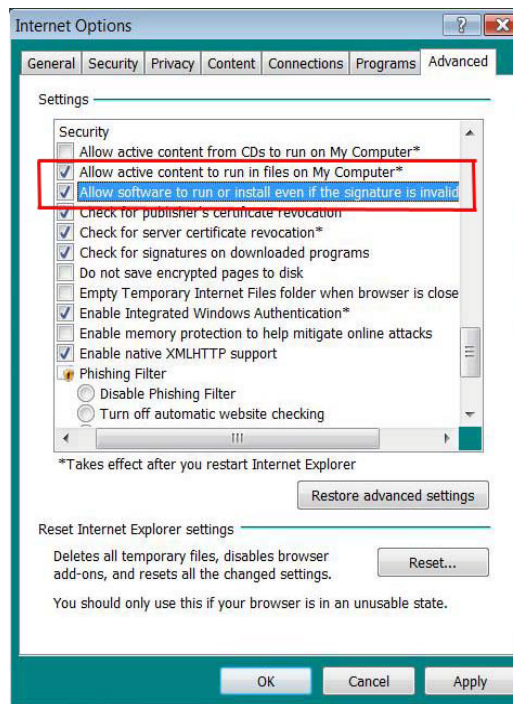 Internet Options
General Security Privacy Content Connections Programs Advanced
Settings
Security
Allow active content from CDs to run on My Computer*
Allow active content to run in files on My Computer*
Allow software to run or install even if the signature is invalid
Check for publisher's certificate revocation
Check for server certificate revocation*
Check for signatures on downloaded programs
Do not save encrypted pages to disk
Empty Temporary Internet Files folder when browser is close
Enable Integrated Windows Authentication*
Enable memory protection to help mitigate online attacks
Enable native XMLHTTP support
Phishing Filter
Disable Phishing Filter
Turn off automatic website checking
*Takes effect after you restart Internet Explorer
Restore advanced settings
Reset Internet Explorer settings
Deletes all temporary files, disables browser
add-ons, and resets all the changed settings.
Reset...
You should only use this if your browser is in an unusable state.
OK Cancel Apply